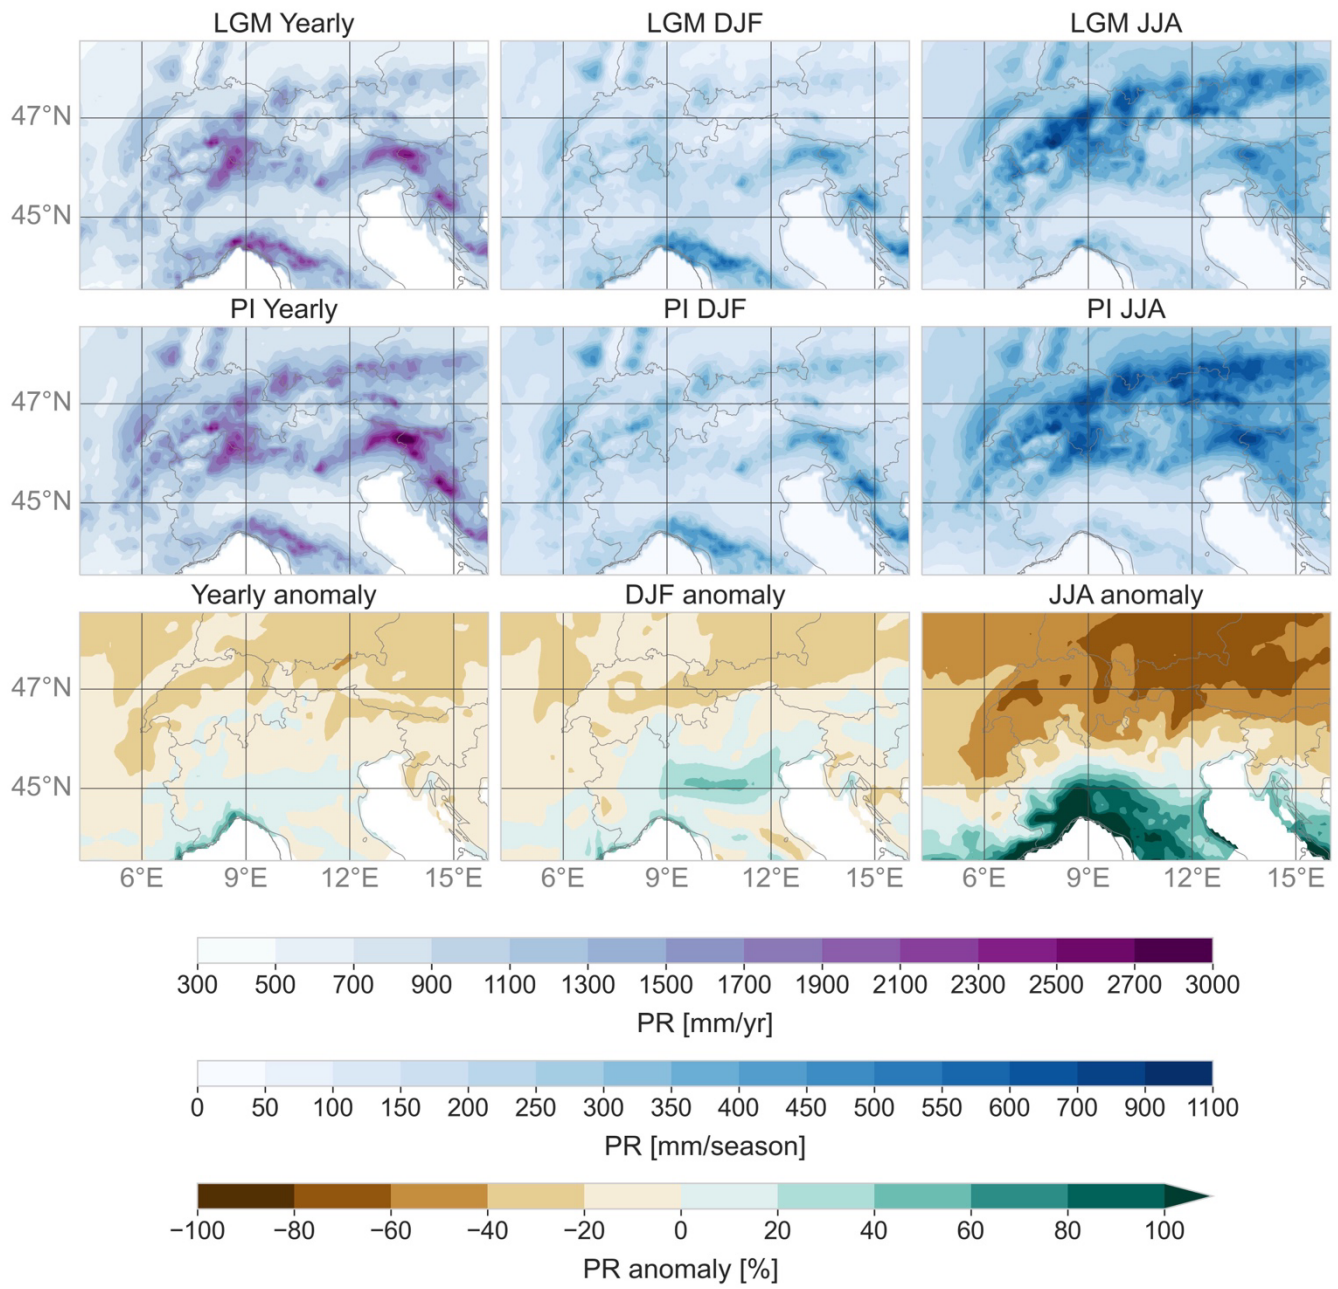 LGM Yearly LGM DJF LGM JJA
47°N
45°N
PI Yearly PI DJF PI JJA
47°N
45°N
Yearly anomaly DJF anomaly JJA anomaly
47°N
45°N
6°E 9°E 12°E 15°E 6°E 9°E 12°E 15°E 6°E 9°E 12°E 15°E
300 500 700 900 1100 1300 1500 1700 1900 2100 2300 2500 2700 3000
PR [mm/yr]
0 50 100 150 200 250 300 350 400 450 500 550 600 700 900 1100
PR [mm/season]
−100 −80 −60 −40 −20 0 20 40 60 80 100
PR anomaly [%]